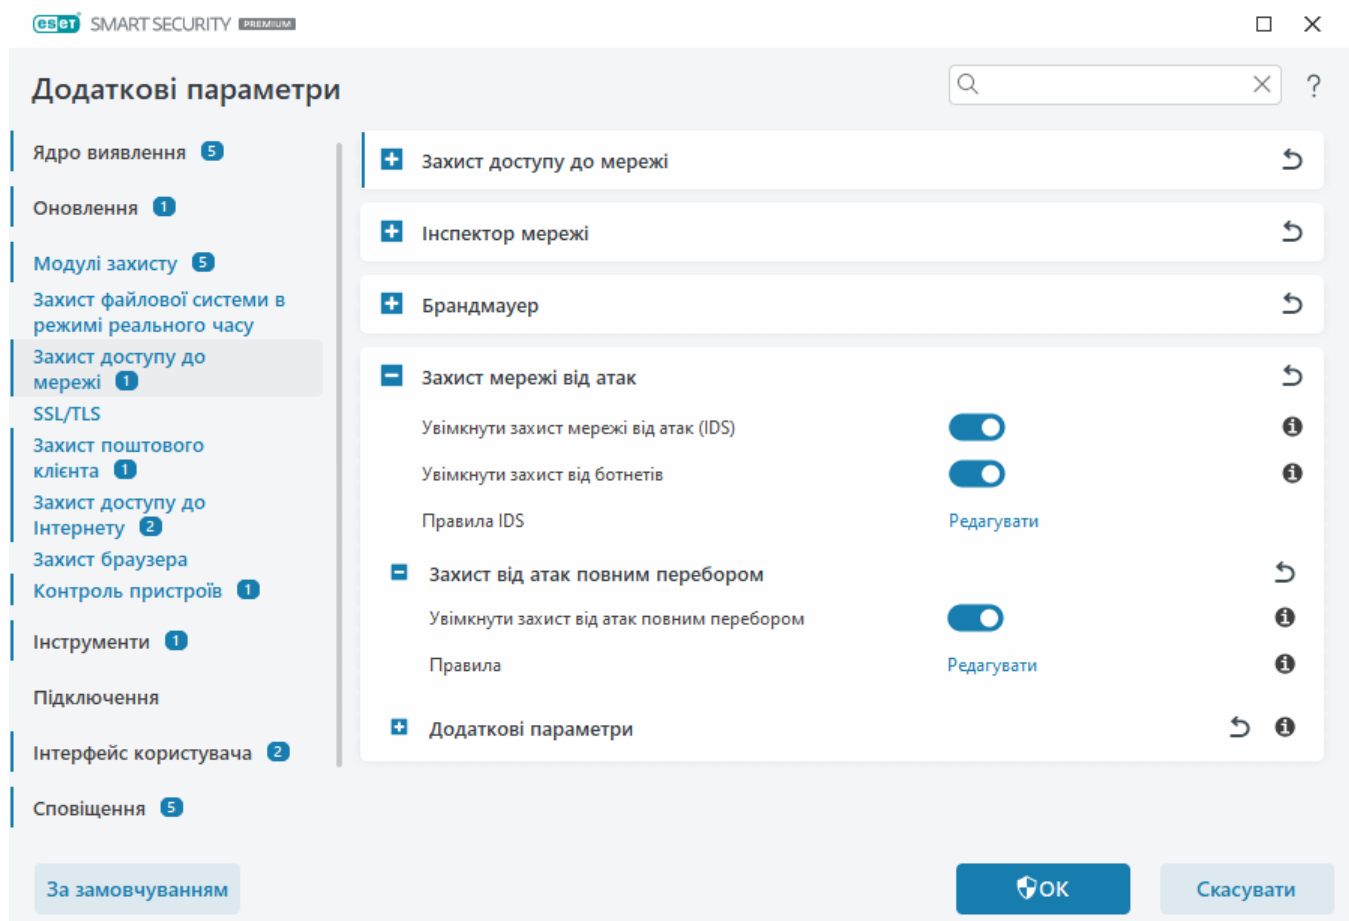 eset SMART SECURITY PREMIUM
Додаткові параметри
?
Ядро виявлення 5
Оновлення 1
Модулі захисту 5
Захист файлової системи в
режимі реального часу
Захист доступу до
мережі 1
SSL/TLS
Захист поштового
клієнта 1
Захист доступу до
Інтернету 2
Захист браузера
Контроль пристроїв 1
Інструменти 1
Підключення
Інтерфейс користувача 2
Сповіщення 5
Захист доступу до мережі
Інспектор мережі
Брандмауер
Захист мережі від атак
Увімкнути захист мережі від атак (IDS)
Увімкнути захист від ботнетів
Правила IDS Редагувати
Захист від атак повним перебором
Увімкнути захист від атак повним перебором
Правила Редагувати
Додаткові параметри
За замовчуванням
ОК
Скасувати